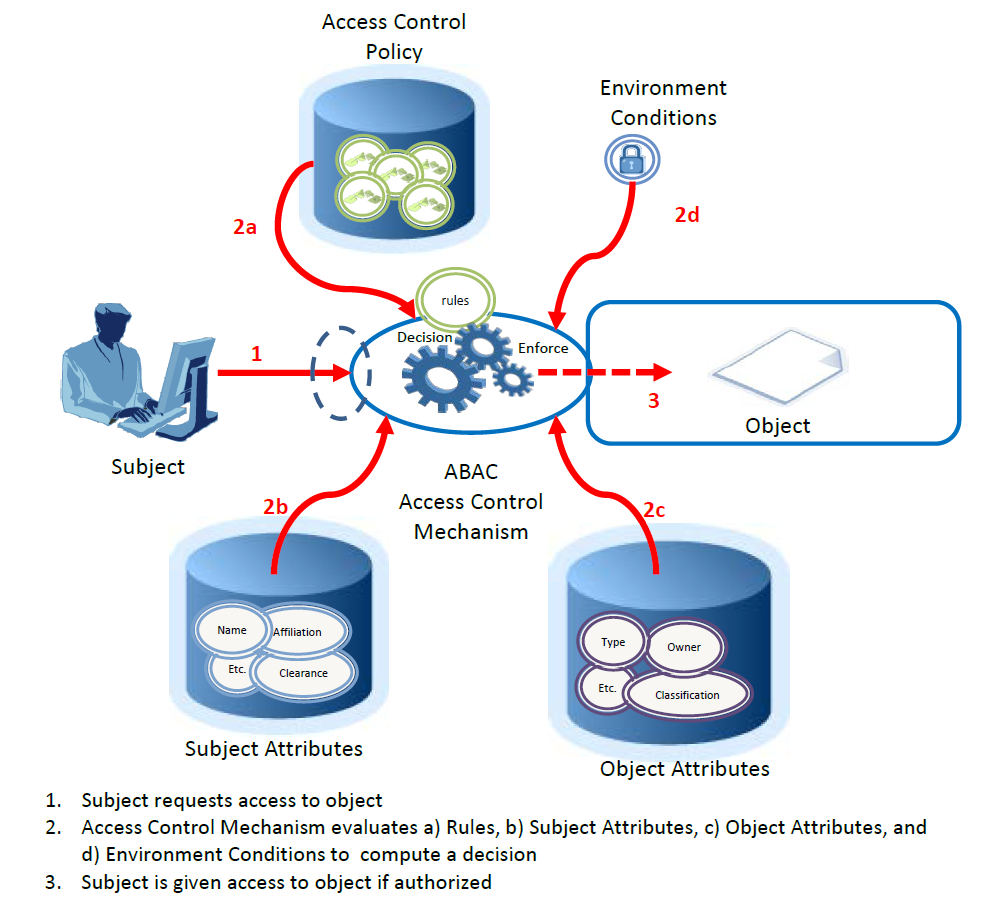 Access Control
Policy
Environment
Conditions
2a
2d
rules
Decision
Enforce
1
3
Object
Subject
ABAC
Access Control
Mechanism
2b
2c
Name
Affiliation
Etc.
Clearance
Type
Owner
Etc.
Classification
Subject Attributes
Object Attributes
1. Subject requests access to object
2. Access Control Mechanism evaluates a) Rules, b) Subject Attributes, c) Object Attributes, and
d) Environment Conditions to  compute a decision
3. Subject is given access to object if authorized